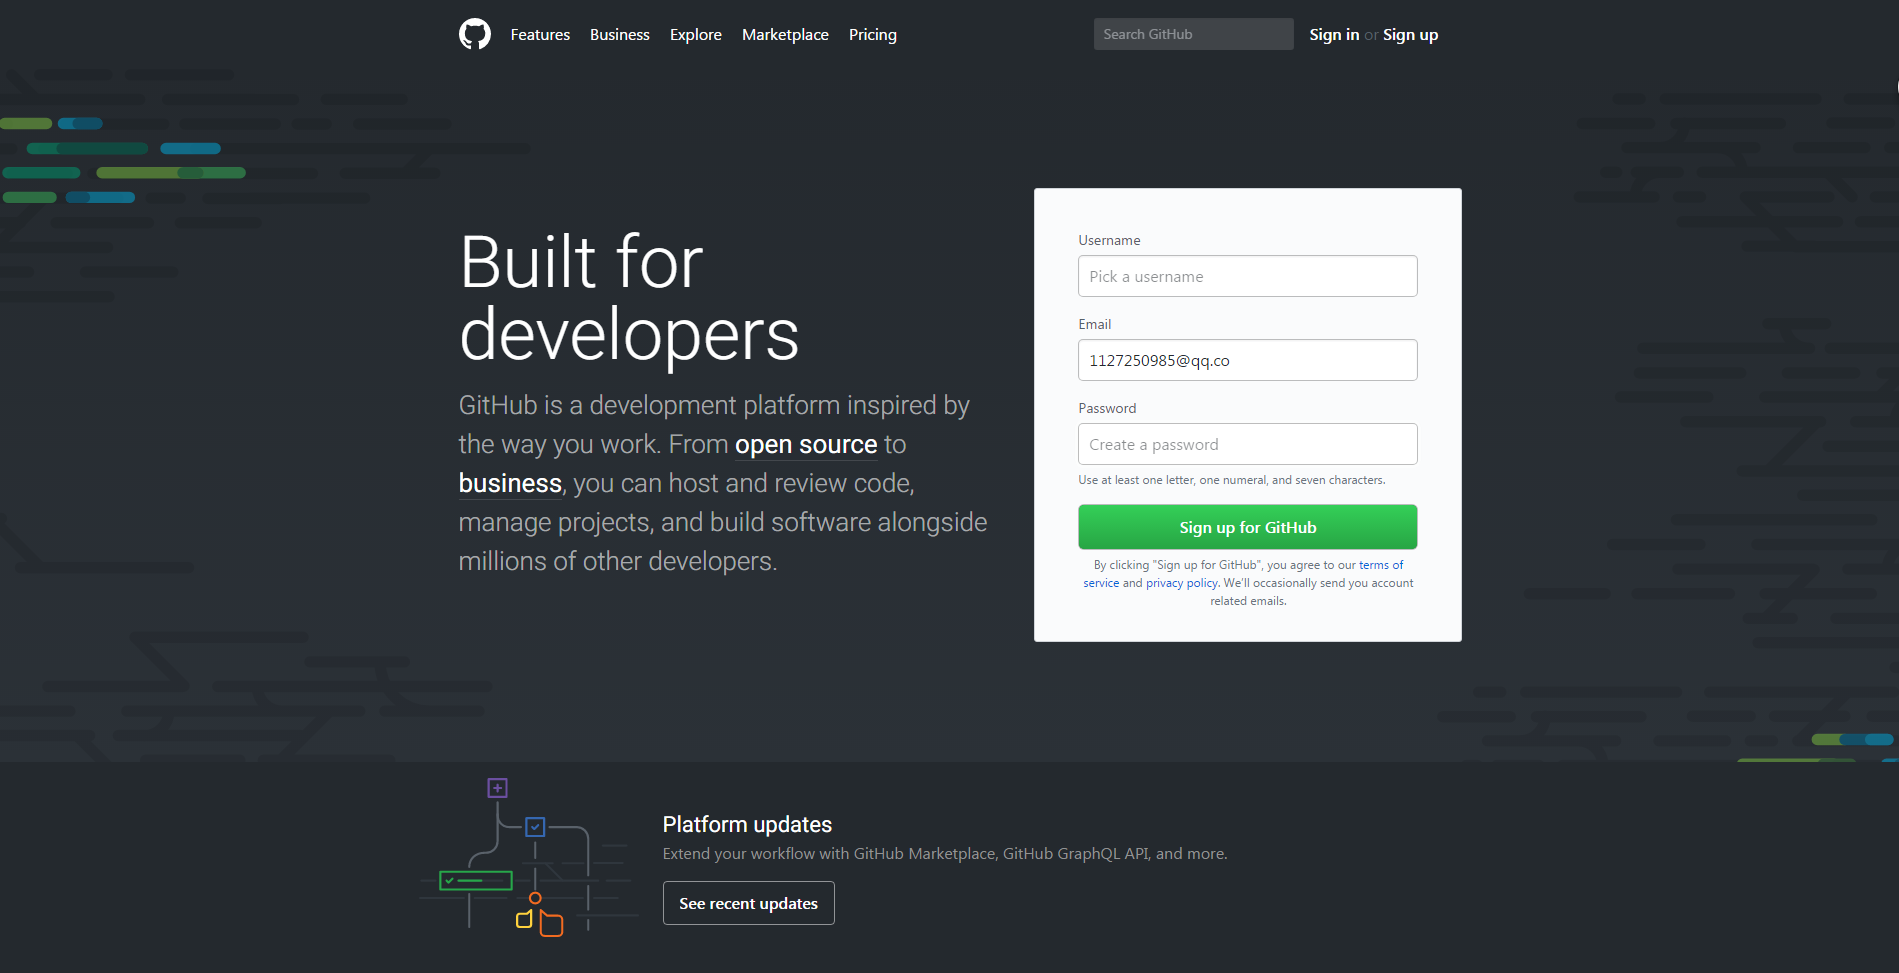 Features Business Explore Marketplace Pricing Search GitHub Sign in or Sign up
Built for
developers
GitHub is a development platform inspired by
the way you work. From open source to
business, you can host and review code,
manage projects, and build software alongside
millions of other developers.
Username
Pick a username
Email
1127250985@qq.co
Password
Create a password
Use at least one letter, one numeral, and seven characters.
Sign up for GitHub
By clicking "Sign up for GitHub", you agree to our terms of
service and privacy policy. We'll occasionally send you account
related emails.
Platform updates
Extend your workflow with GitHub Marketplace, GitHub GraphQL API, and more.
See recent updates